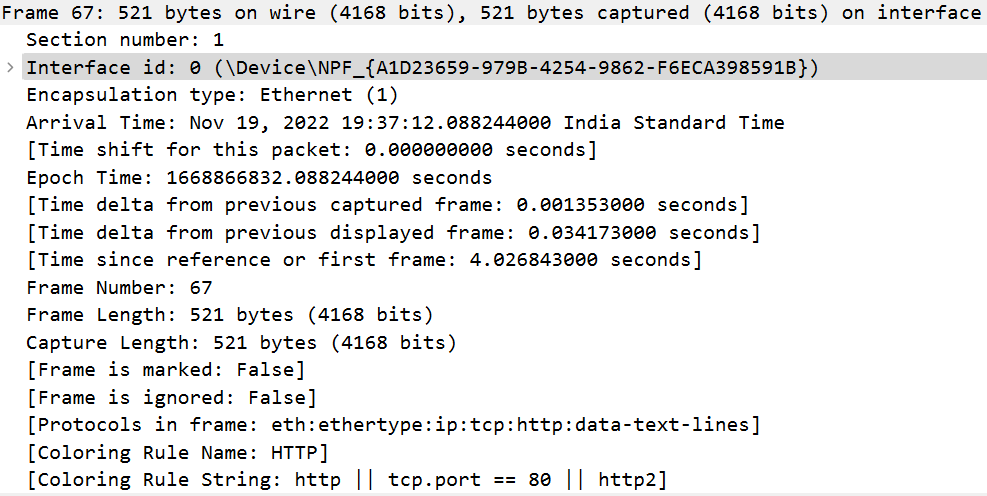 Frame 67: 521 bytes on wire (4168 bits), 521 bytes captured (4168 bits) on interface
Section number: 1
Interface id: 0 (\Device\NPF_{A1D23659-979B-4254-9862-F6ECA398591B})
Encapsulation type: Ethernet (1)
Arrival Time: Nov 19, 2022 19:37:12.088244000 India Standard Time
[Time shift for this packet: 0.000000000 seconds]
Epoch Time: 1668866832.088244000 seconds
[Time delta from previous captured frame: 0.001353000 seconds]
[Time delta from previous displayed frame: 0.034173000 seconds]
[Time since reference or first frame: 4.026843000 seconds]
Frame Number: 67
Frame Length: 521 bytes (4168 bits)
Capture Length: 521 bytes (4168 bits)
[Frame is marked: False]
[Frame is ignored: False]
[Protocols in frame: eth:ethertype:ip:tcp:http:data-text-lines]
[Coloring Rule Name: HTTP]
[Coloring Rule String: http || tcp.port == 80 || http2]